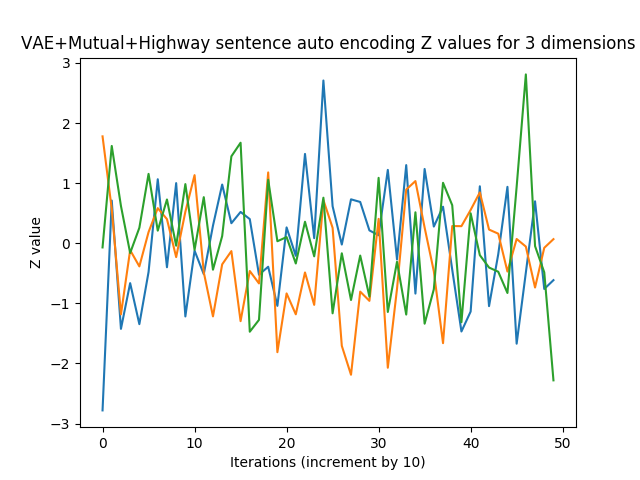 VAE+Mutual+Highway sentence auto encoding Z values for 3 dimensions
3
2
1
0
−1
−2
−3
Z value
0 10 20 30 40 50
Iterations (increment by 10)